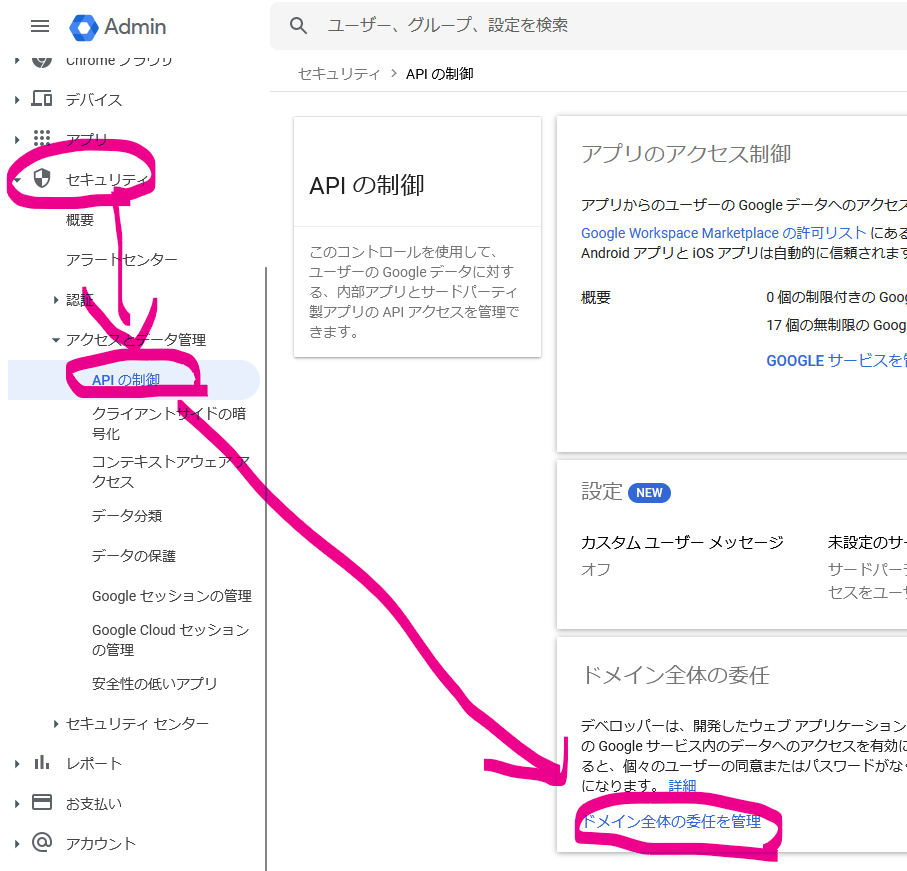 Admin
ユーザー、グループ、設定を検索
Chrome ブラウザ
デバイス
アプリ
セキュリティ
概要
アラートセンター
認証
アクセスとデータ管理
API の制御
クライアントサイドの暗
号化
コンテキストアウェア ア
クセス
データ分類
データの保護
Google セッションの管理
Google Cloud セッション
の管理
安全性の低いアプリ
セキュリティ センター
レポート
お支払い
アカウント
セキュリティ > API の制御
API の制御
このコントロールを使用して、
ユーザーの Google データに対す
る、内部アプリとサードパーティ
製アプリの API アクセスを管理で
きます。
アプリのアクセス制御
アプリからのユーザーの Google データへのアクセス
Google Workspace Marketplace の許可リスト にある
Android アプリと iOS アプリは自動的に信頼されます
概要
0 個の制限付きの Goog
17 個の無制限の Googl
GOOGLE サービスを管
設定 NEW
カスタム ユーザー メッセージ
オフ
未設定のサー
サードパーテ
セスをユーザ
ドメイン全体の委任
デベロッパーは、開発したウェブ アプリケーション
の Google サービス内のデータへのアクセスを有効に
ると、個々のユーザーの同意またはパスワードがなく
になります。 詳細
ドメイン全体の委任を管理